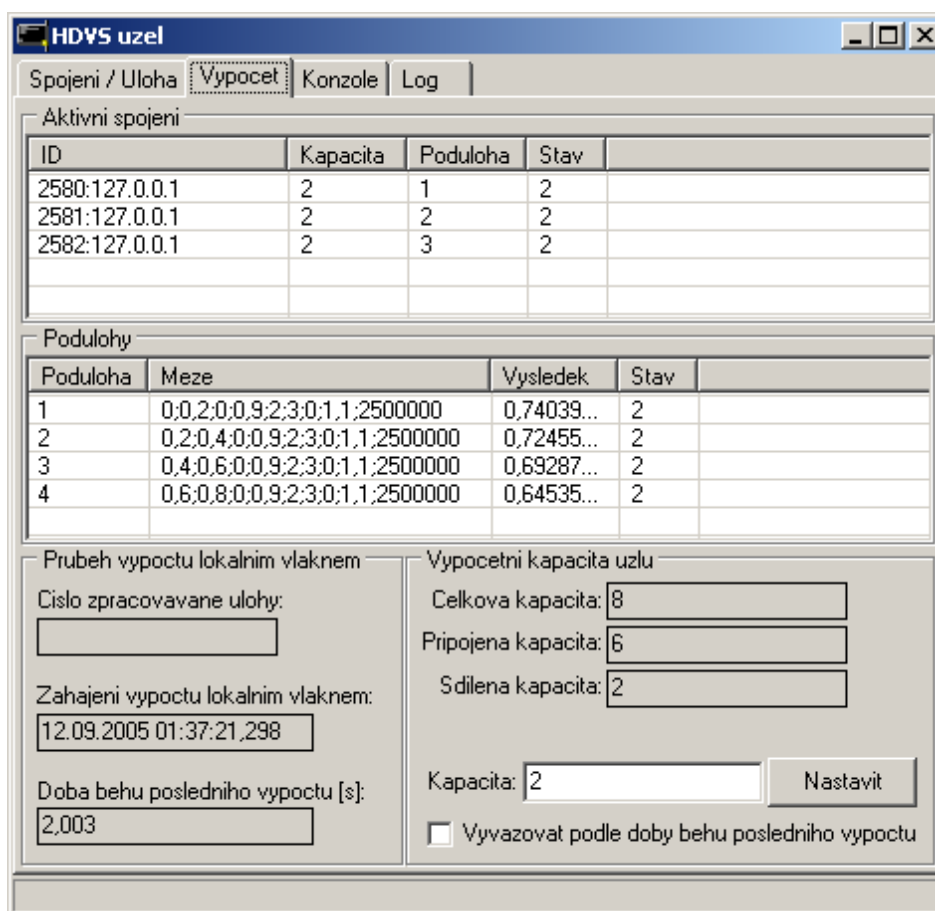 HDVS uzel
Spojeni / Uloha Vypocet Konzole Log
Aktivni spojeni
ID Kapacita Poduloha Stav
2580:127.0.0.1 2 1 2
2581:127.0.0.1 2 2 2
2582:127.0.0.1 2 3 2
Podulohy
Poduloha Meze Vysledek Stav
1 0;0,2;0;0,9;2;3;0;1,1;2500000 0,74039... 2
2 0,2;0,4;0;0,9;2;3;0;1,1;2500000 0,72455... 2
3 0,4;0,6;0;0,9;2;3;0;1,1;2500000 0,69287... 2
4 0,6;0,8;0;0,9;2;3;0;1,1;2500000 0,64535... 2
Prubeh vypoctu lokalnim vlaknem
Cislo zpracovavane ulohy:
Zahajeni vypoctu lokalnim vlaknem:
12.09.2005 01:37:21,298
Doba behu posledniho vypoctu [s]:
2,003
Vypocetni kapacita uzlu
Celkova kapacita: 8
Pripojena kapacita: 6
Sdilena kapacita: 2
Kapacita: 2 Nastavit
Vyvazovat podle doby behu posledniho vypoctu